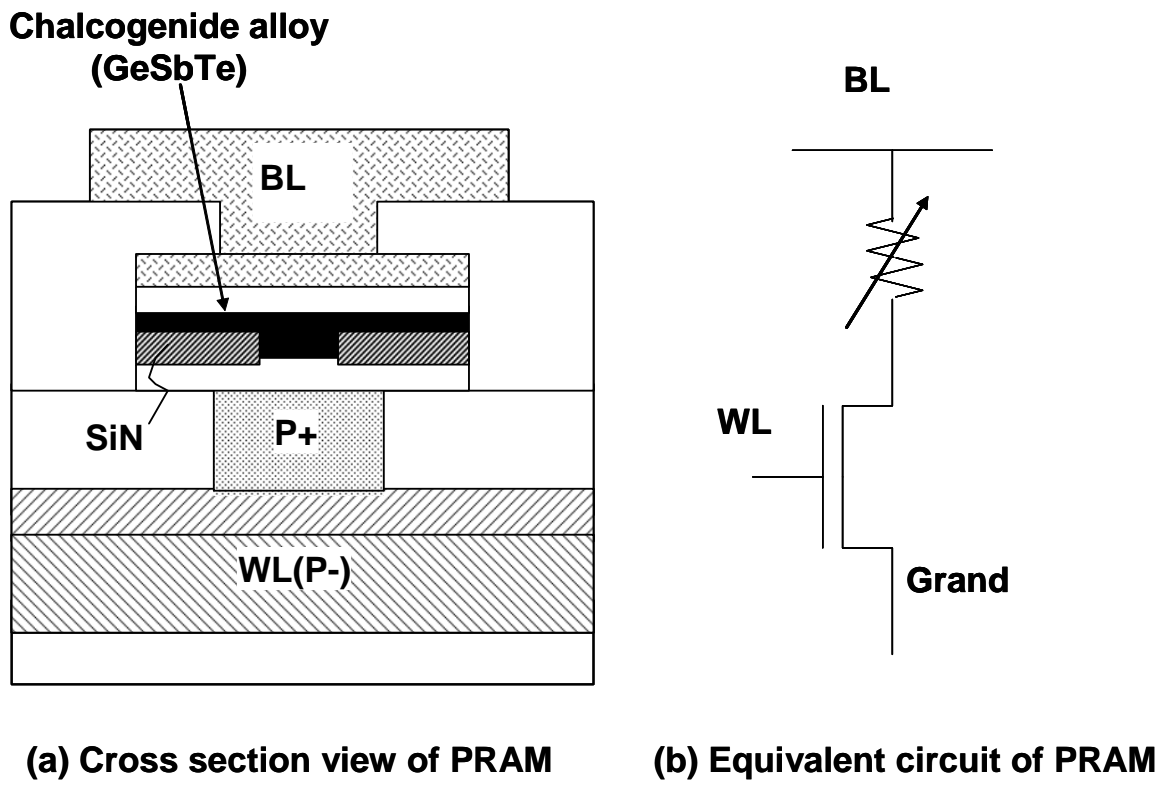 Chalcogenide alloy
(GeSbTe)
BL
SiN
P+
WL(P-)
(a) Cross section view of PRAM
BL
WL
Grand
(b) Equivalent circuit of PRAM